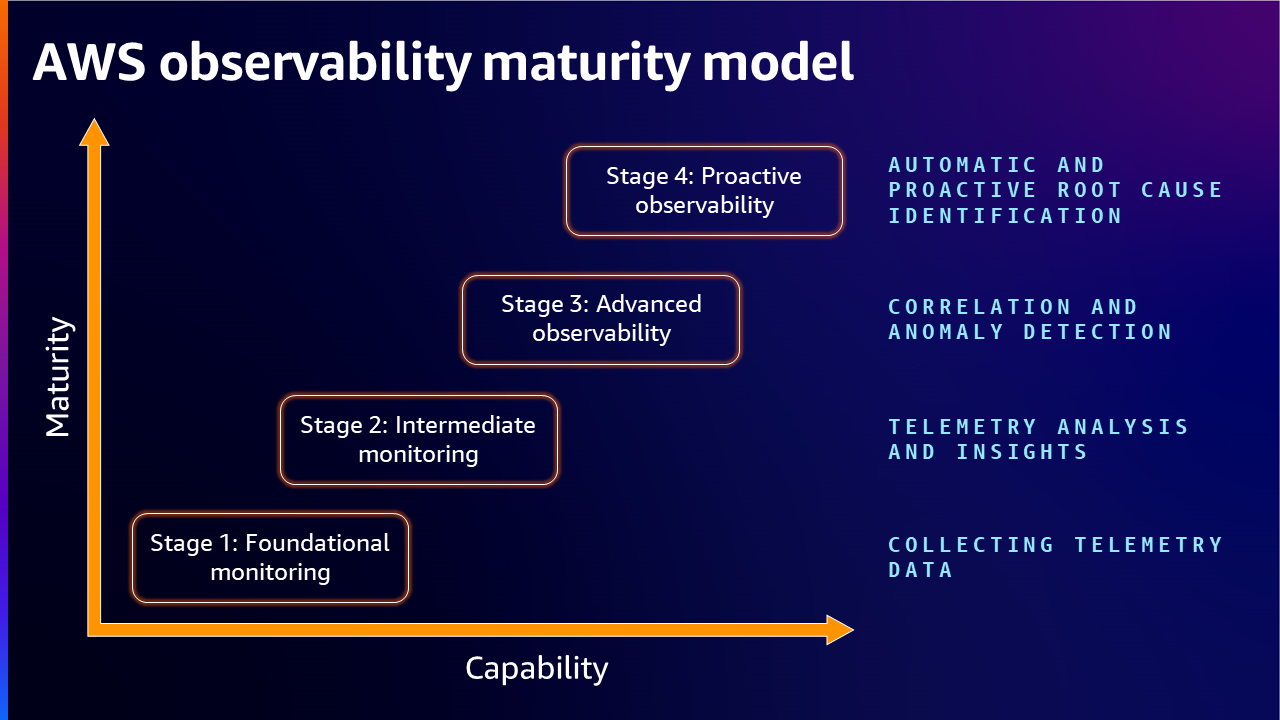 AWS observability maturity model
Stage 4: Proactive
observability
AUTOMATIC AND
PROACTIVE ROOT CAUSE
IDENTIFICATION
Stage 3: Advanced
observability
CORRELATION AND
ANOMALY DETECTION
Maturity
Stage 2: Intermediate
monitoring
TELEMETRY ANALYSIS
AND INSIGHTS
Stage 1: Foundational
monitoring
COLLECTING TELEMETRY
DATA
Capability